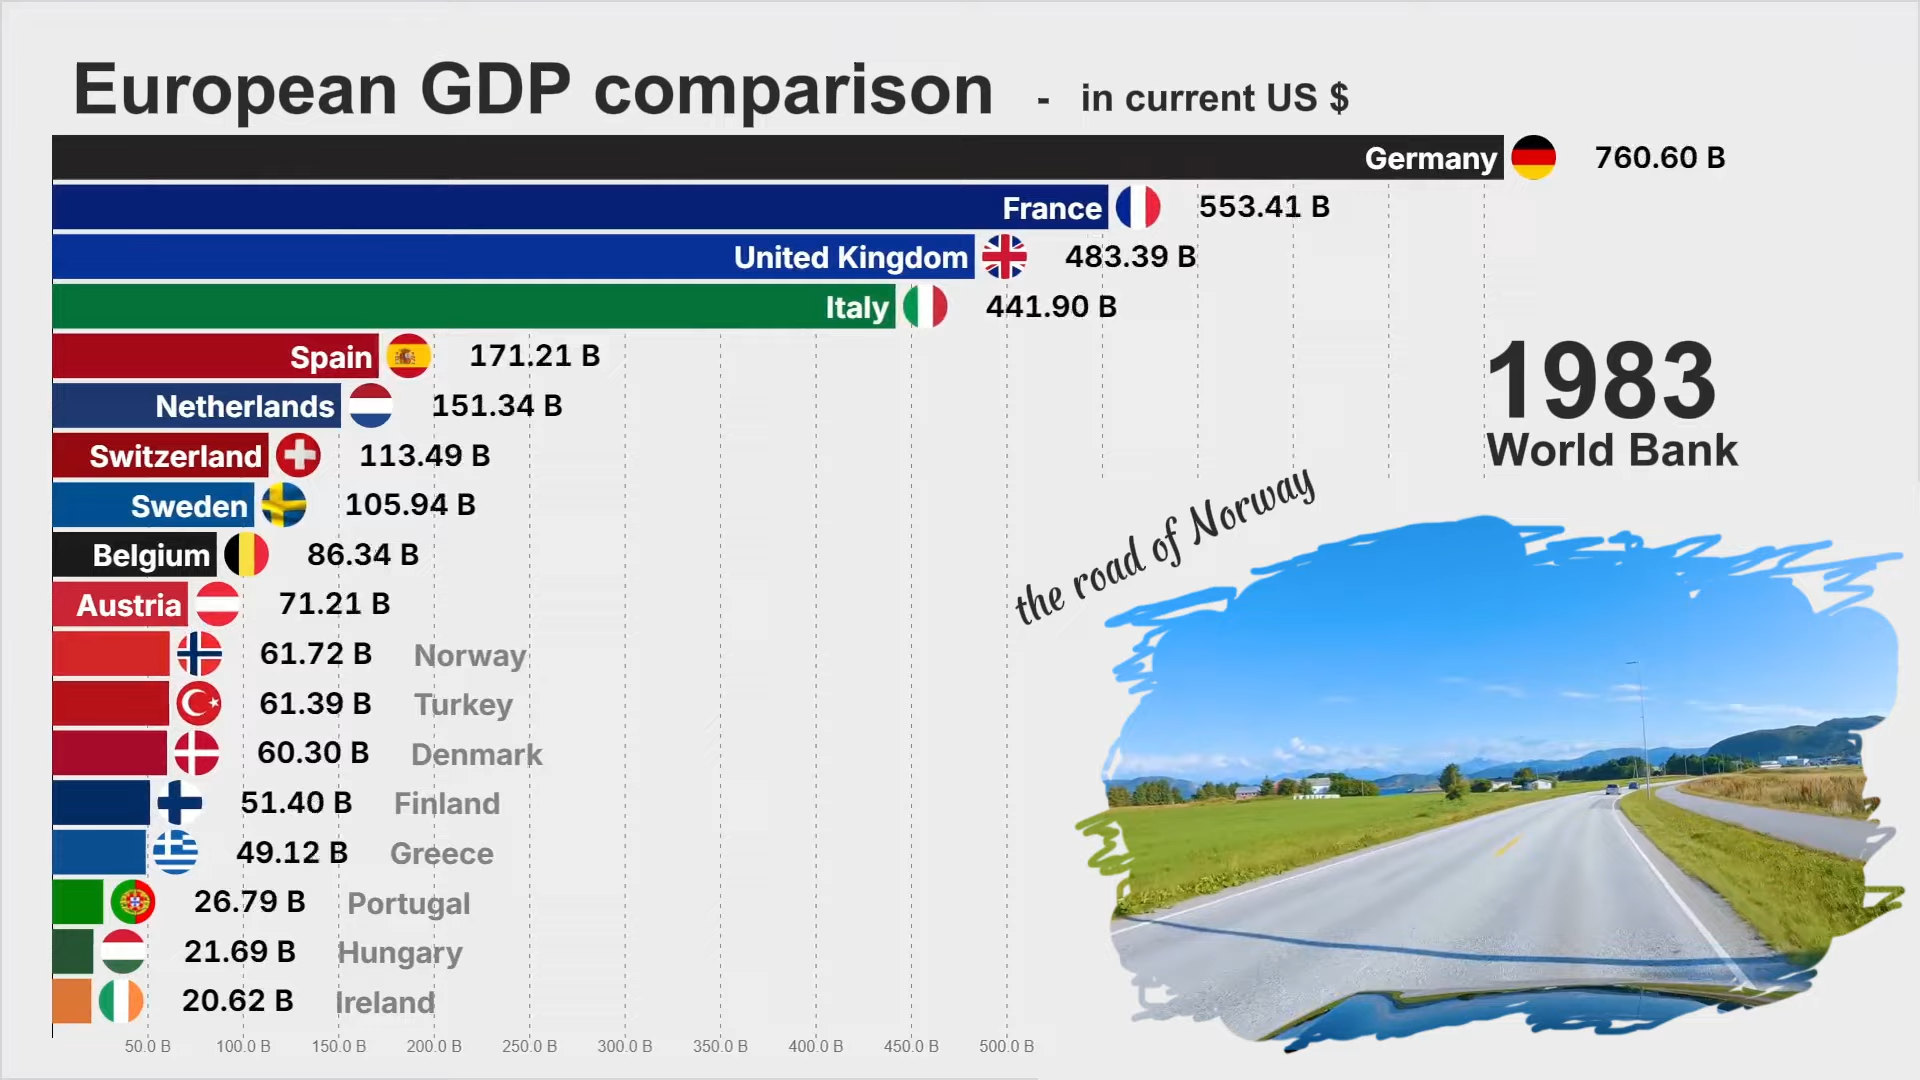 European GDP comparison - in current US $
Germany 760.60 B
France 553.41 B
United Kingdom 483.39 B
Italy 441.90 B
Spain 171.21 B
Netherlands 151.34 B
Switzerland 113.49 B
Sweden 105.94 B
Belgium 86.34 B
Austria 71.21 B
61.72 B Norway
61.39 B Turkey
60.30 B Denmark
51.40 B Finland
49.12 B Greece
26.79 B Portugal
21.69 B Hungary
20.62 B Ireland
50.0 B 100.0 B 150.0 B 200.0 B 250.0 B 300.0 B 350.0 B 400.0 B 450.0 B 500.0 B
1983
World Bank
the road of Norway